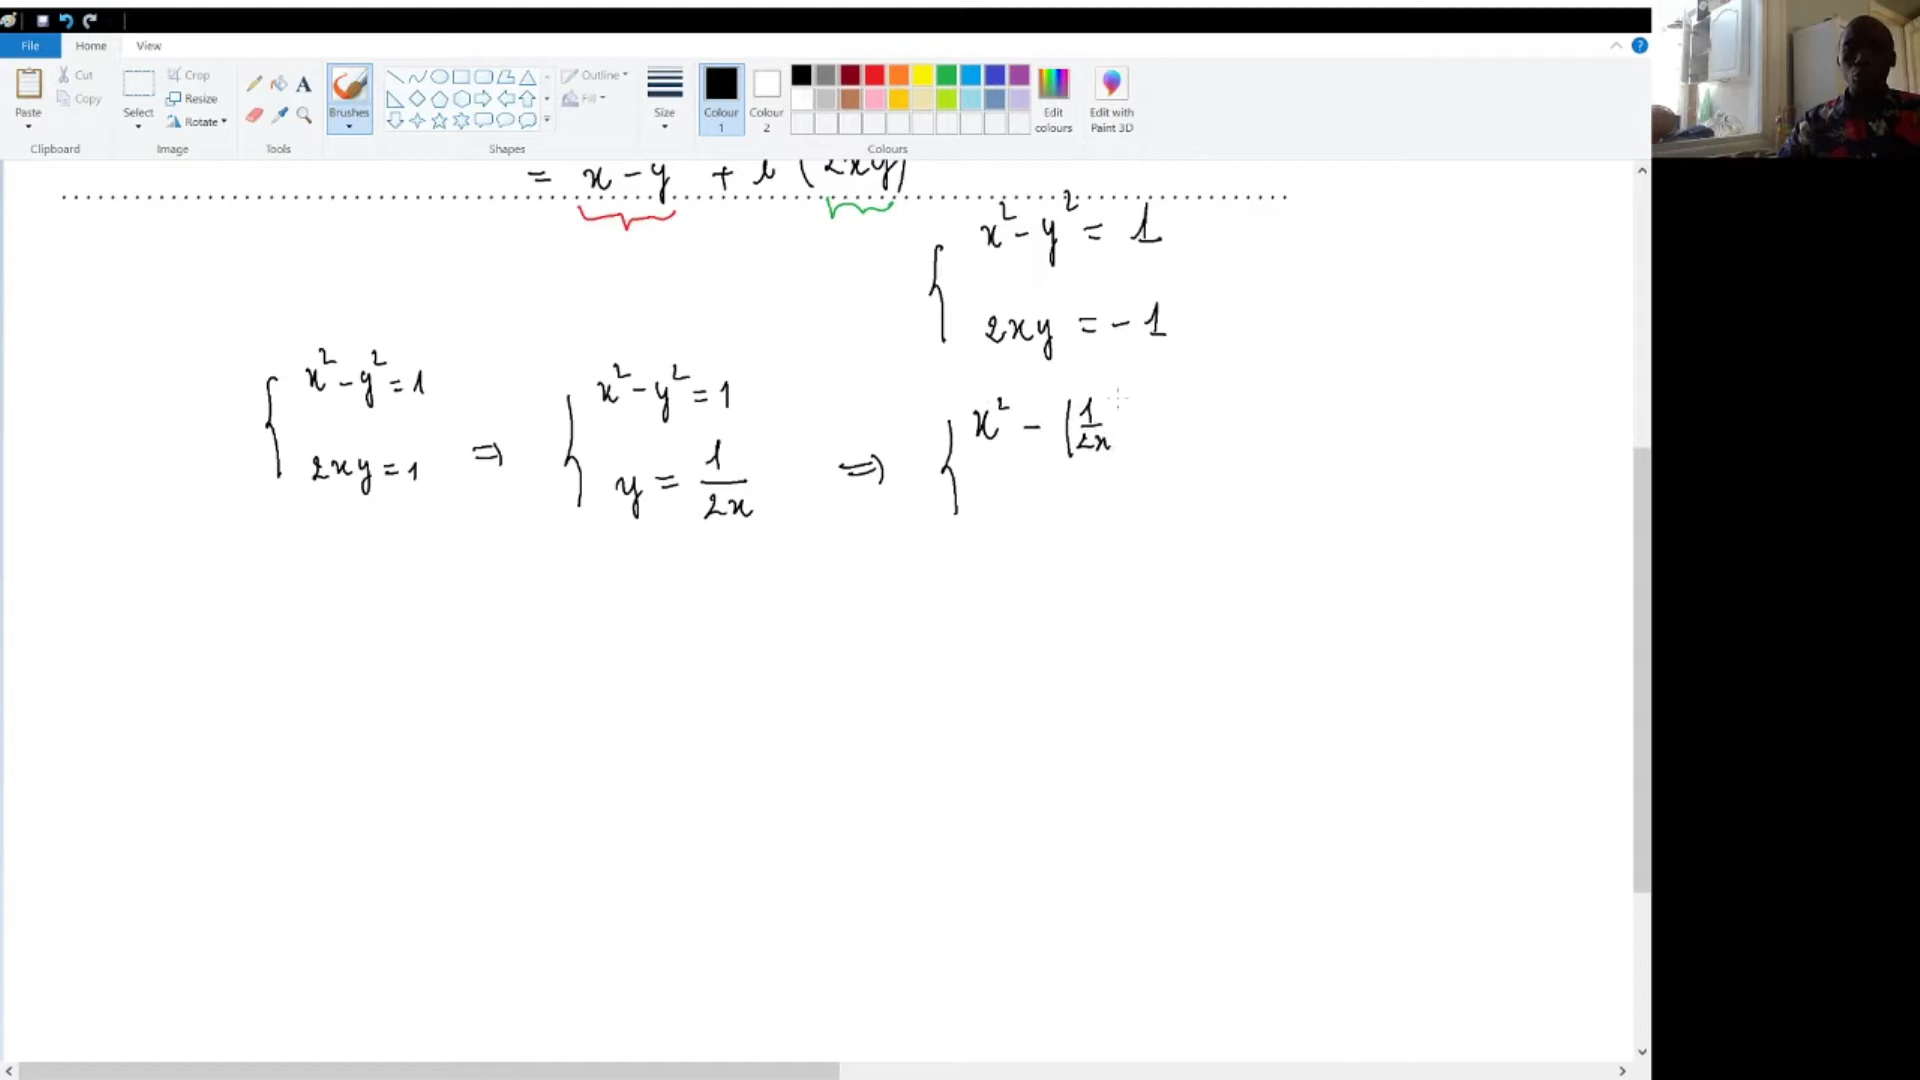 File Home View
Paste Cut Copy Clipboard
Select Crop Resize Rotate Image
A Tools
Brushes
Shapes
Outline Fill
Size
Colour 1 Colour 2
Edit colours
Edit with Paint 3D
Colours
= x - y + i (2xy)
x² - y² = 1
2xy = - 1
x² - y² = 1
2xy = 1
⇒
x² - y² = 1
y = 1/2x
⇒
x² - (1/2x